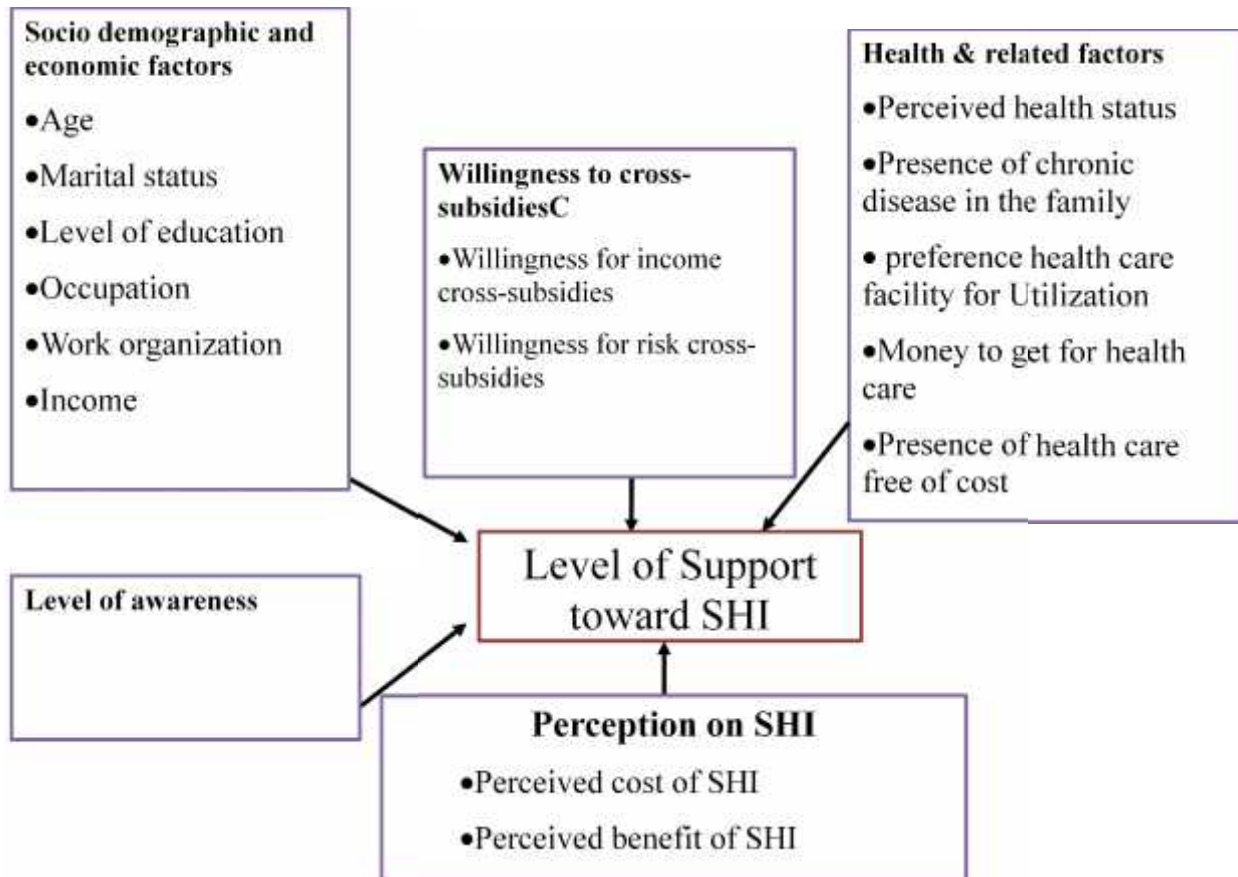 Socio demographic and
economic factors
•Age
•Marital status
•Level of education
•Occupation
•Work organization
•Income
Willingness to cross-
subsidiesC
•Willingness for income
cross-subsidies
•Willingness for risk cross-
subsidies
Health & related factors
•Perceived health status
•Presence of chronic
disease in the family
• preference health care
facility for Utilization
•Money to get for health
care
•Presence of health care
free of cost
Level of Support
toward SHI
Level of awareness
Perception on SHI
•Perceived cost of SHI
•Perceived benefit of SHI